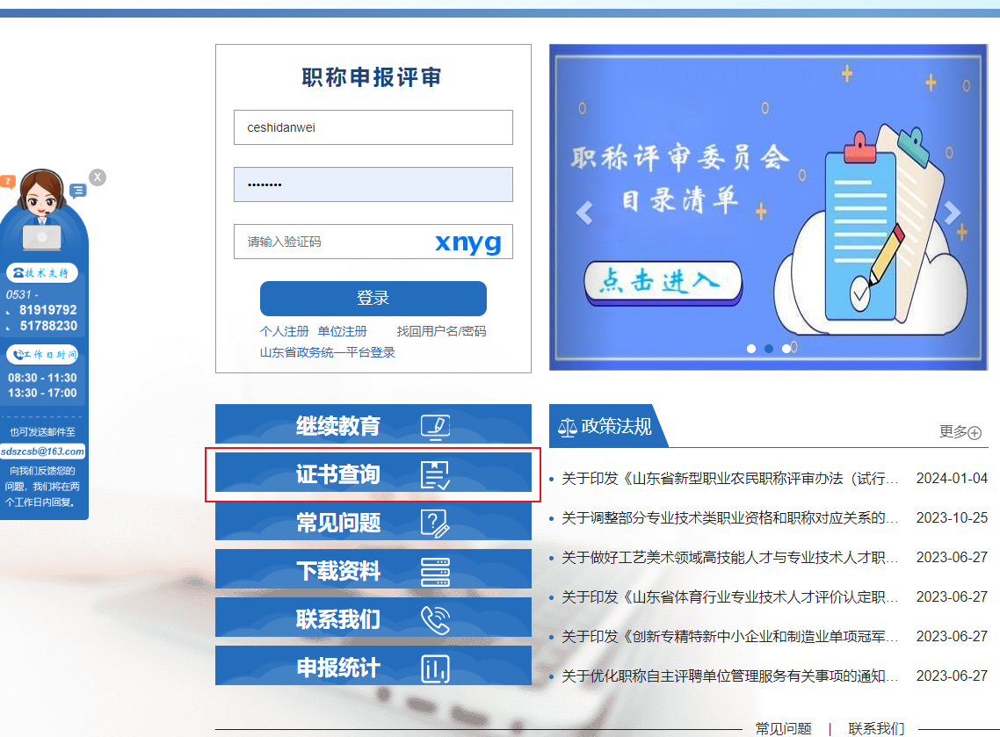 职称申报评审
ceshidanwei
••••••••
请输入验证码
xnyg
登录
个人注册 单位注册 找回用户名/密码
山东省政务统一平台登录
职称评审委员会
目录清单
点击进入
X
?
技术支持
0531 -
81919792
51788230
工作日时间
08:30 - 11:30
13:30 - 17:00
也可发送邮件至
sdszcsb@163.com
向我们反馈您的
问题，我们将在两
个工作日内回复。
继续教育
证书查询
常见问题
下载资料
联系我们
申报统计
政策法规
更多
关于印发《山东省新型职业农民职称评审办法（试行... 2024-01-04
关于调整部分专业技术类职业资格和职称对应关系的... 2023-10-25
关于做好工艺美术领域高技能人才与专业技术人才职... 2023-06-27
关于印发《山东省体育行业专业技术人才评价认定职... 2023-06-27
关于印发《创新专精特新中小企业和制造业单项冠军... 2023-06-27
关于优化职称自主评聘单位管理服务有关事项的通知... 2023-06-27
常见问题 | 联系我们